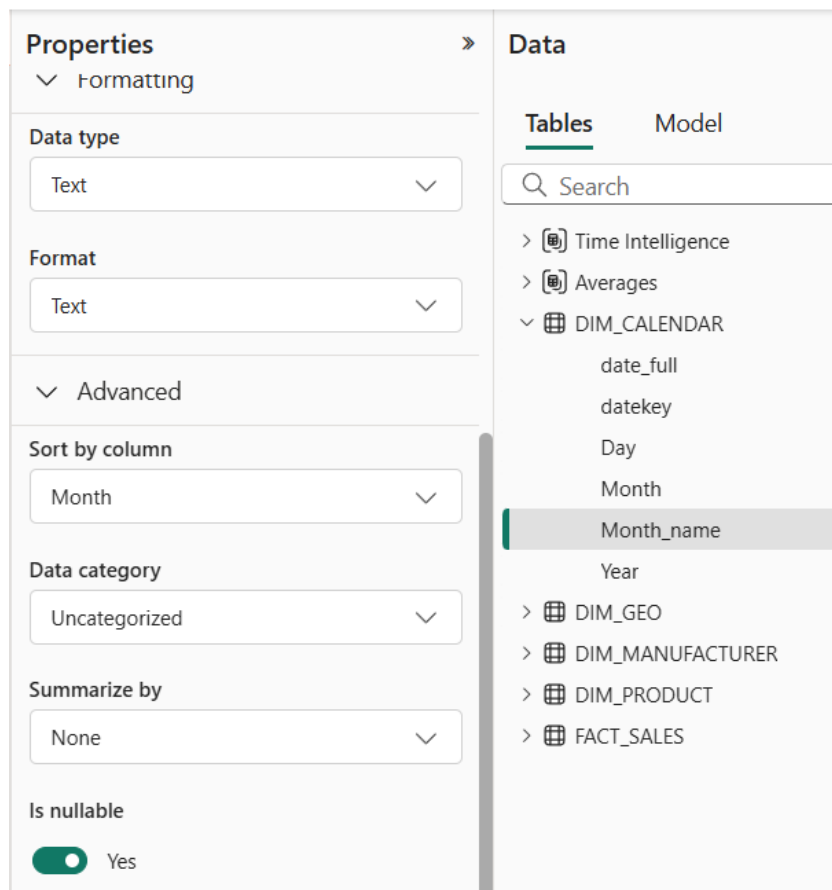 Properties
Formatting
Data type
Text
Format
Text
Advanced
Sort by column
Month
Data category
Uncategorized
Summarize by
None
Is nullable
Yes
Data
Tables Model
Search
Time Intelligence
Averages
DIM_CALENDAR
date_full
datekey
Day
Month
Month_name
Year
DIM_GEO
DIM_MANUFACTURER
DIM_PRODUCT
FACT_SALES